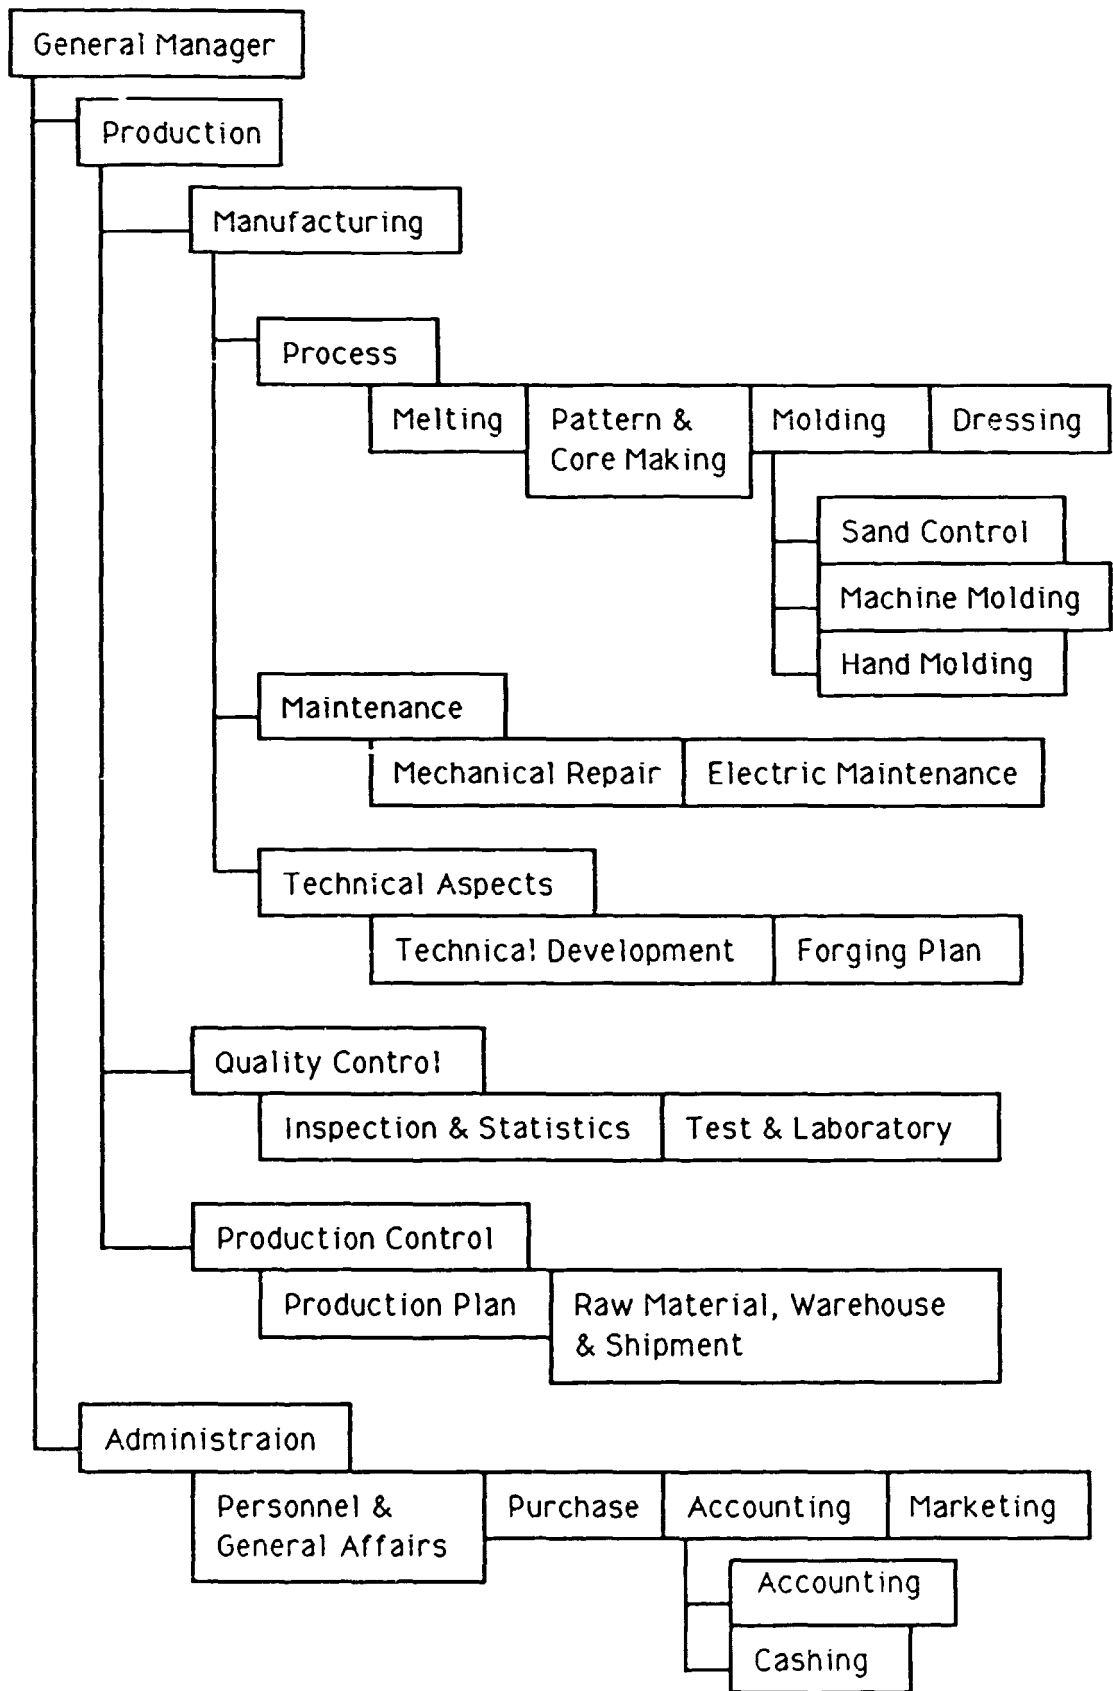 General Manager
Production
Manufacturing
Process
Melting
Pattern &
Core Making
Molding
Dressing
Sand Control
Machine Molding
Hand Molding
Maintenance
Mechanical Repair
Electric Maintenance
Technical Aspects
Technical Development
Forging Plan
Quality Control
Inspection & Statistics
Test & Laboratory
Production Control
Production Plan
Raw Material, Warehouse
& Shipment
Administraion
Personnel &
General Affairs
Purchase
Accounting
Marketing
Accounting
Cashing